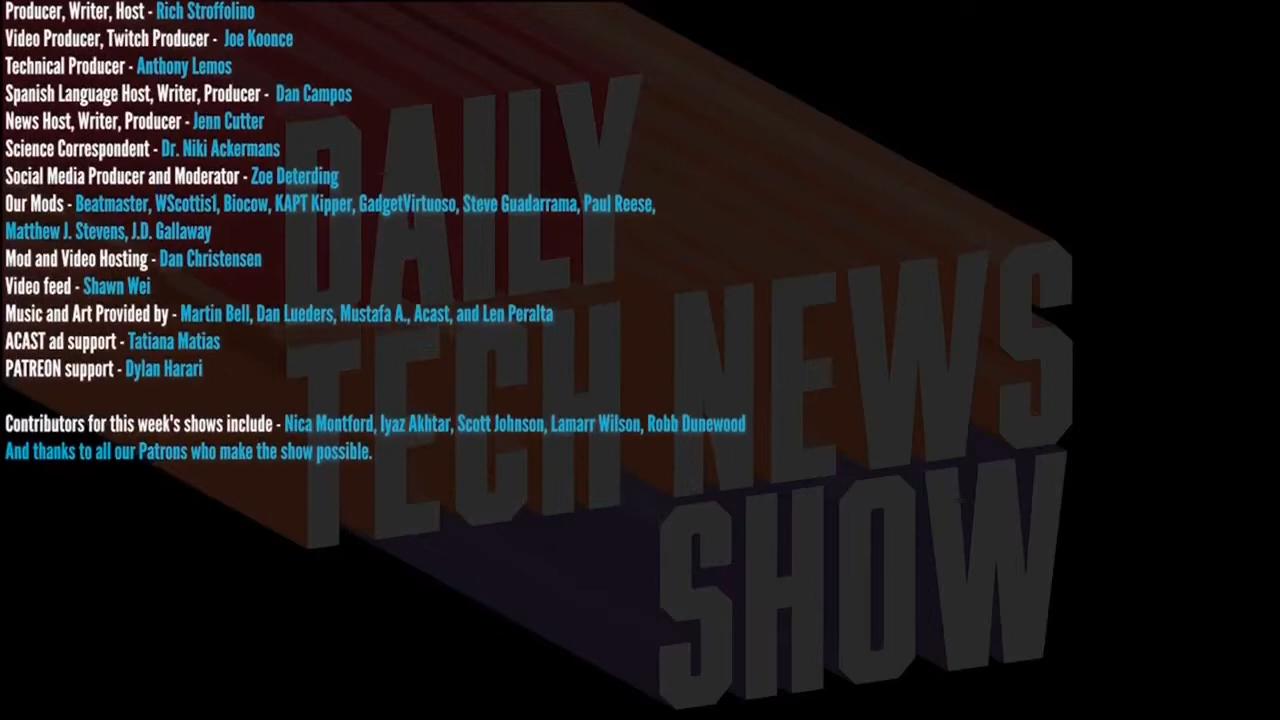 Producer, Writer, Host - Rich Stroffolino
Video Producer, Twitch Producer - Joe Koonce
Technical Producer - Anthony Lemos
Spanish Language Host, Writer, Producer - Dan Campos
News Host, Writer, Producer - Jenn Cutter
Science Correspondent - Dr. Niki Ackermans
Social Media Producer and Moderator - Zoe Deterding
Our Mods - Beatmaster, WScottis1, Biocow, KAPT Kipper, GadgetVirtuoso, Steve Guadarrama, Paul Reese,
Matthew J. Stevens, J.D. Gallaway
Mod and Video Hosting - Dan Christensen
Video feed - Shawn Wei
Music and Art Provided by - Martin Bell, Dan Lueders, Mustafa A., Acast, and Len Peralta
ACAST ad support - Tatiana Matias
PATREON support - Dylan Harari
Contributors for this week's shows include - Nica Montford, Iyaz Akhtar, Scott Johnson, Lamarr Wilson, Robb Dunewood
And thanks to all our Patrons who make the show possible.
DAILY
TECH NEWS
SHOW